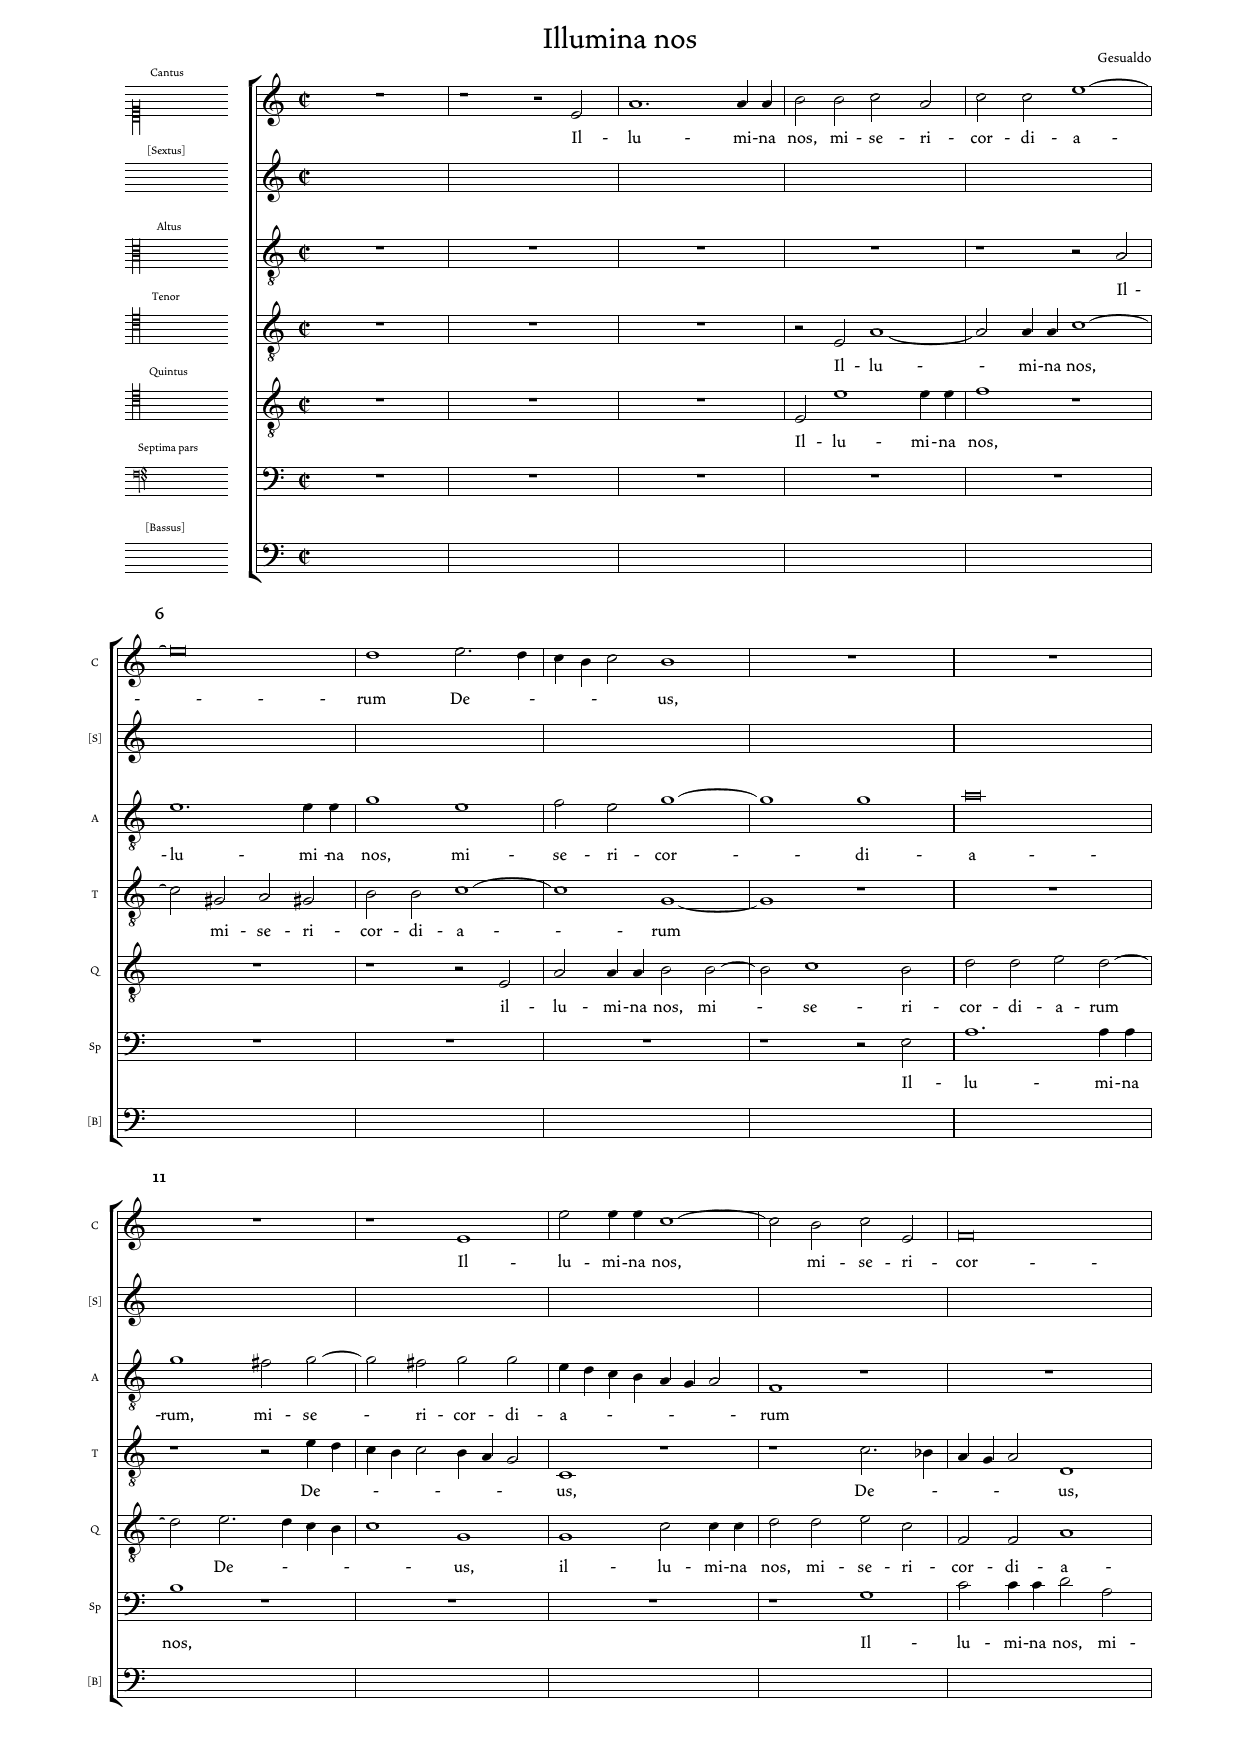 Illumina nos
Gesualdo
Cantus
Il - lu - mi-na nos, mi - se - ri - cor - di - a -
[Sextus]
Altus
Il -
Tenor
Il - lu - - mi-na nos,
Quintus
Il - lu - mi-na nos,
Septima pars
[Bassus]
6
C
- - - - rum De - - us,
[S]
A
-lu - mi -na nos, mi - se - ri - cor - - di - a - -
T
mi - se - ri - cor - di - a - - rum
Q
il - lu - mi-na nos, mi - se - ri - cor - di - a - rum
Sp
Il - lu - mi-na
[B]
11
C
Il - lu - mi-na nos, mi - se - ri - cor - -
[S]
A
-rum, mi - se - ri - cor - di - a - - - rum
T
De - - - us, De - - us,
Q
De - - - us, il - lu - mi-na nos, mi - se - ri - cor - di - a -
Sp
nos, Il - lu - mi-na nos, mi -
[B]